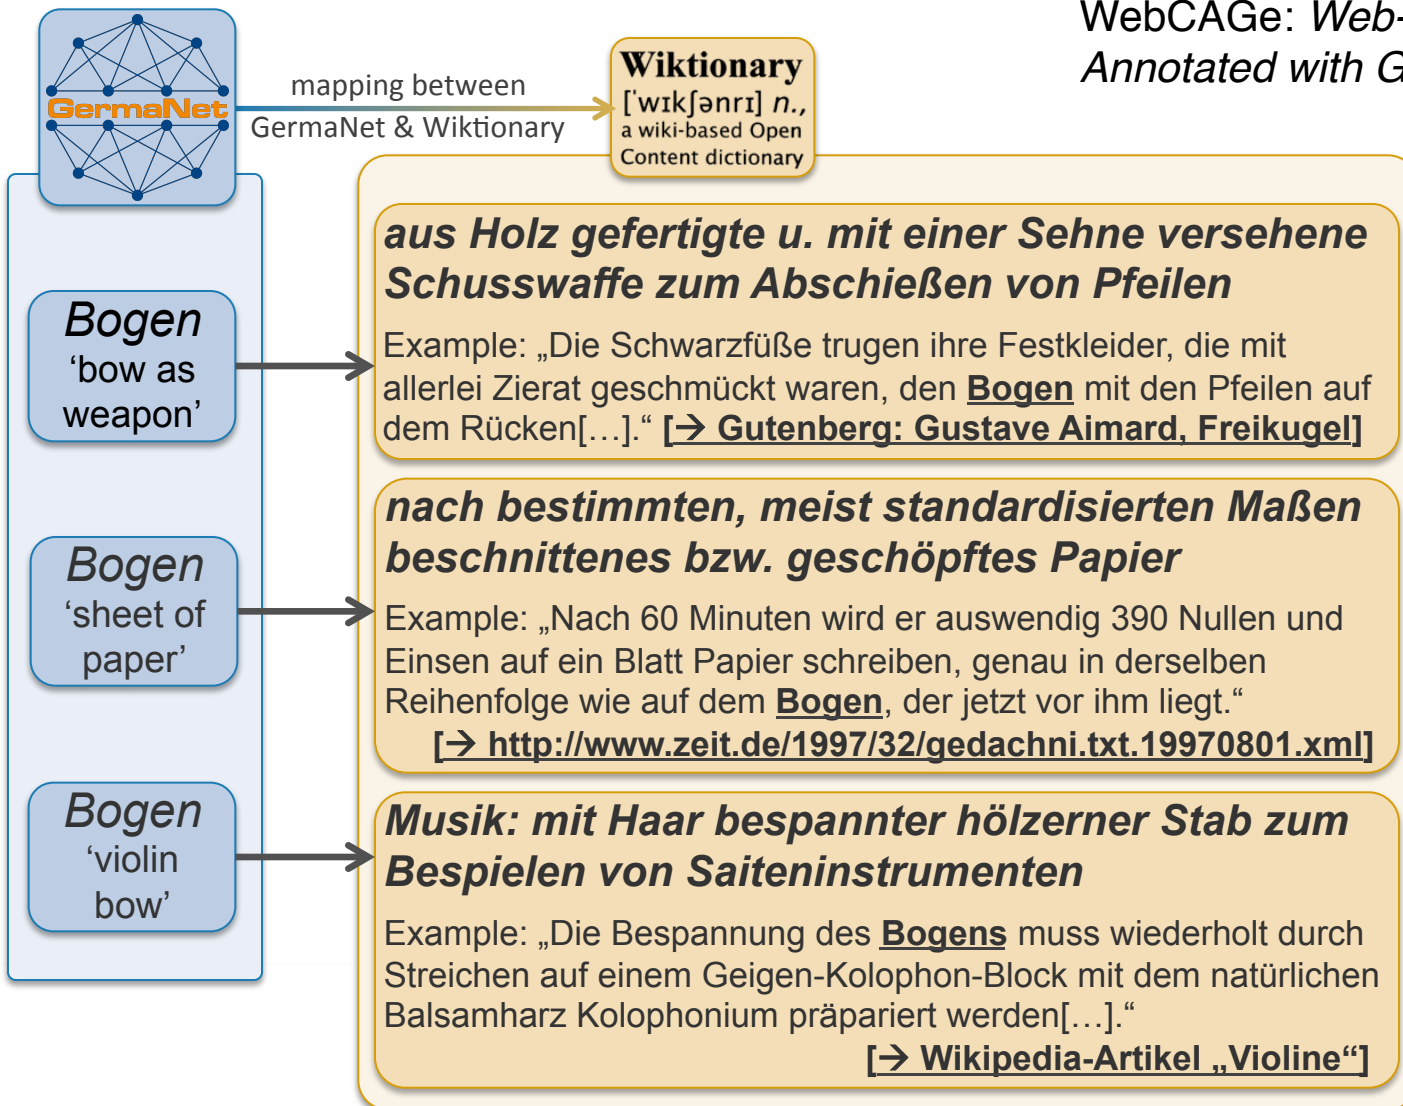 WebCAGe: Web-
Annotated with G
GermaNet
mapping between
GermaNet & Wiktionary
Wiktionary
['wɪkʃənrɪ] n.,
a wiki-based Open
Content dictionary
Bogen
‘bow as
weapon’
aus Holz gefertigte u. mit einer Sehne versehene
Schusswaffe zum Abschießen von Pfeilen
Example: „Die Schwarzfüße trugen ihre Festkleider, die mit
allerlei Zierat geschmückt waren, den Bogen mit den Pfeilen auf
dem Rücken[…].“ [→ Gutenberg: Gustave Aimard, Freikugel]
Bogen
‘sheet of
paper’
nach bestimmten, meist standardisierten Maßen
beschnittenes bzw. geschöpftes Papier
Example: „Nach 60 Minuten wird er auswendig 390 Nullen und
Einsen auf ein Blatt Papier schreiben, genau in derselben
Reihenfolge wie auf dem Bogen, der jetzt vor ihm liegt.“
[→ http://www.zeit.de/1997/32/gedachni.txt.19970801.xml]
Bogen
‘violin
bow’
Musik: mit Haar bespannter hölzerner Stab zum
Bespielen von Saiteninstrumenten
Example: „Die Bespannung des Bogens muss wiederholt durch
Streichen auf einem Geigen-Kolophon-Block mit dem natürlichen
Balsamharz Kolophonium präpariert werden[…].“
[→ Wikipedia-Artikel „Violine“]